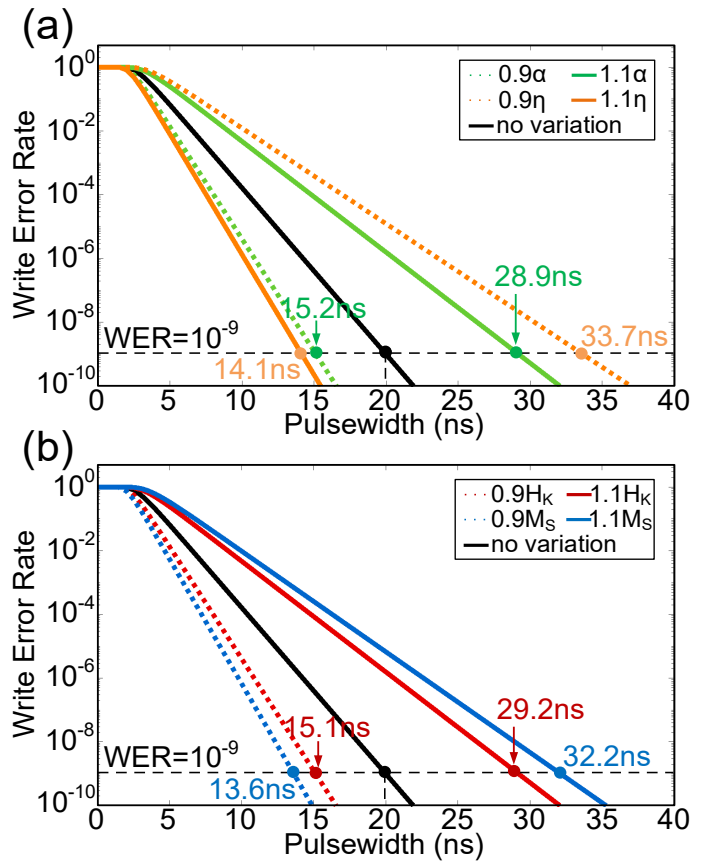 (a)
Write Error Rate
10⁰
10⁻²
10⁻⁴
10⁻⁶
10⁻⁸
10⁻¹⁰
0.9α 1.1α
0.9η 1.1η
no variation
28.9ns
15.2ns
33.7ns
WER=10⁻⁹
14.1ns
0 5 10 15 20 25 30 35 40
Pulsewidth (ns)
(b)
Write Error Rate
10⁰
10⁻²
10⁻⁴
10⁻⁶
10⁻⁸
10⁻¹⁰
0.9H_K 1.1H_K
0.9M_S 1.1M_S
no variation
29.2ns
15.1ns
WER=10⁻⁹
32.2ns
13.6ns
0 5 10 15 20 25 30 35 40
Pulsewidth (ns)